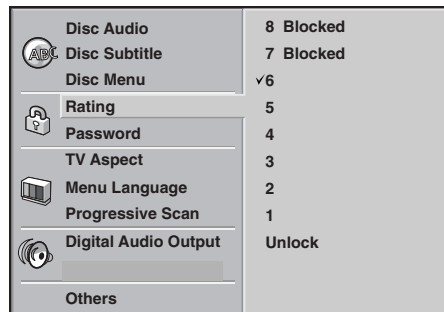 Disc Audio
Disc Subtitle
Disc Menu
Rating
Password
TV Aspect
Menu Language
Progressive Scan
Digital Audio Output
Others
8 Blocked
7 Blocked
✓6
5
4
3
2
1
Unlock
ABC